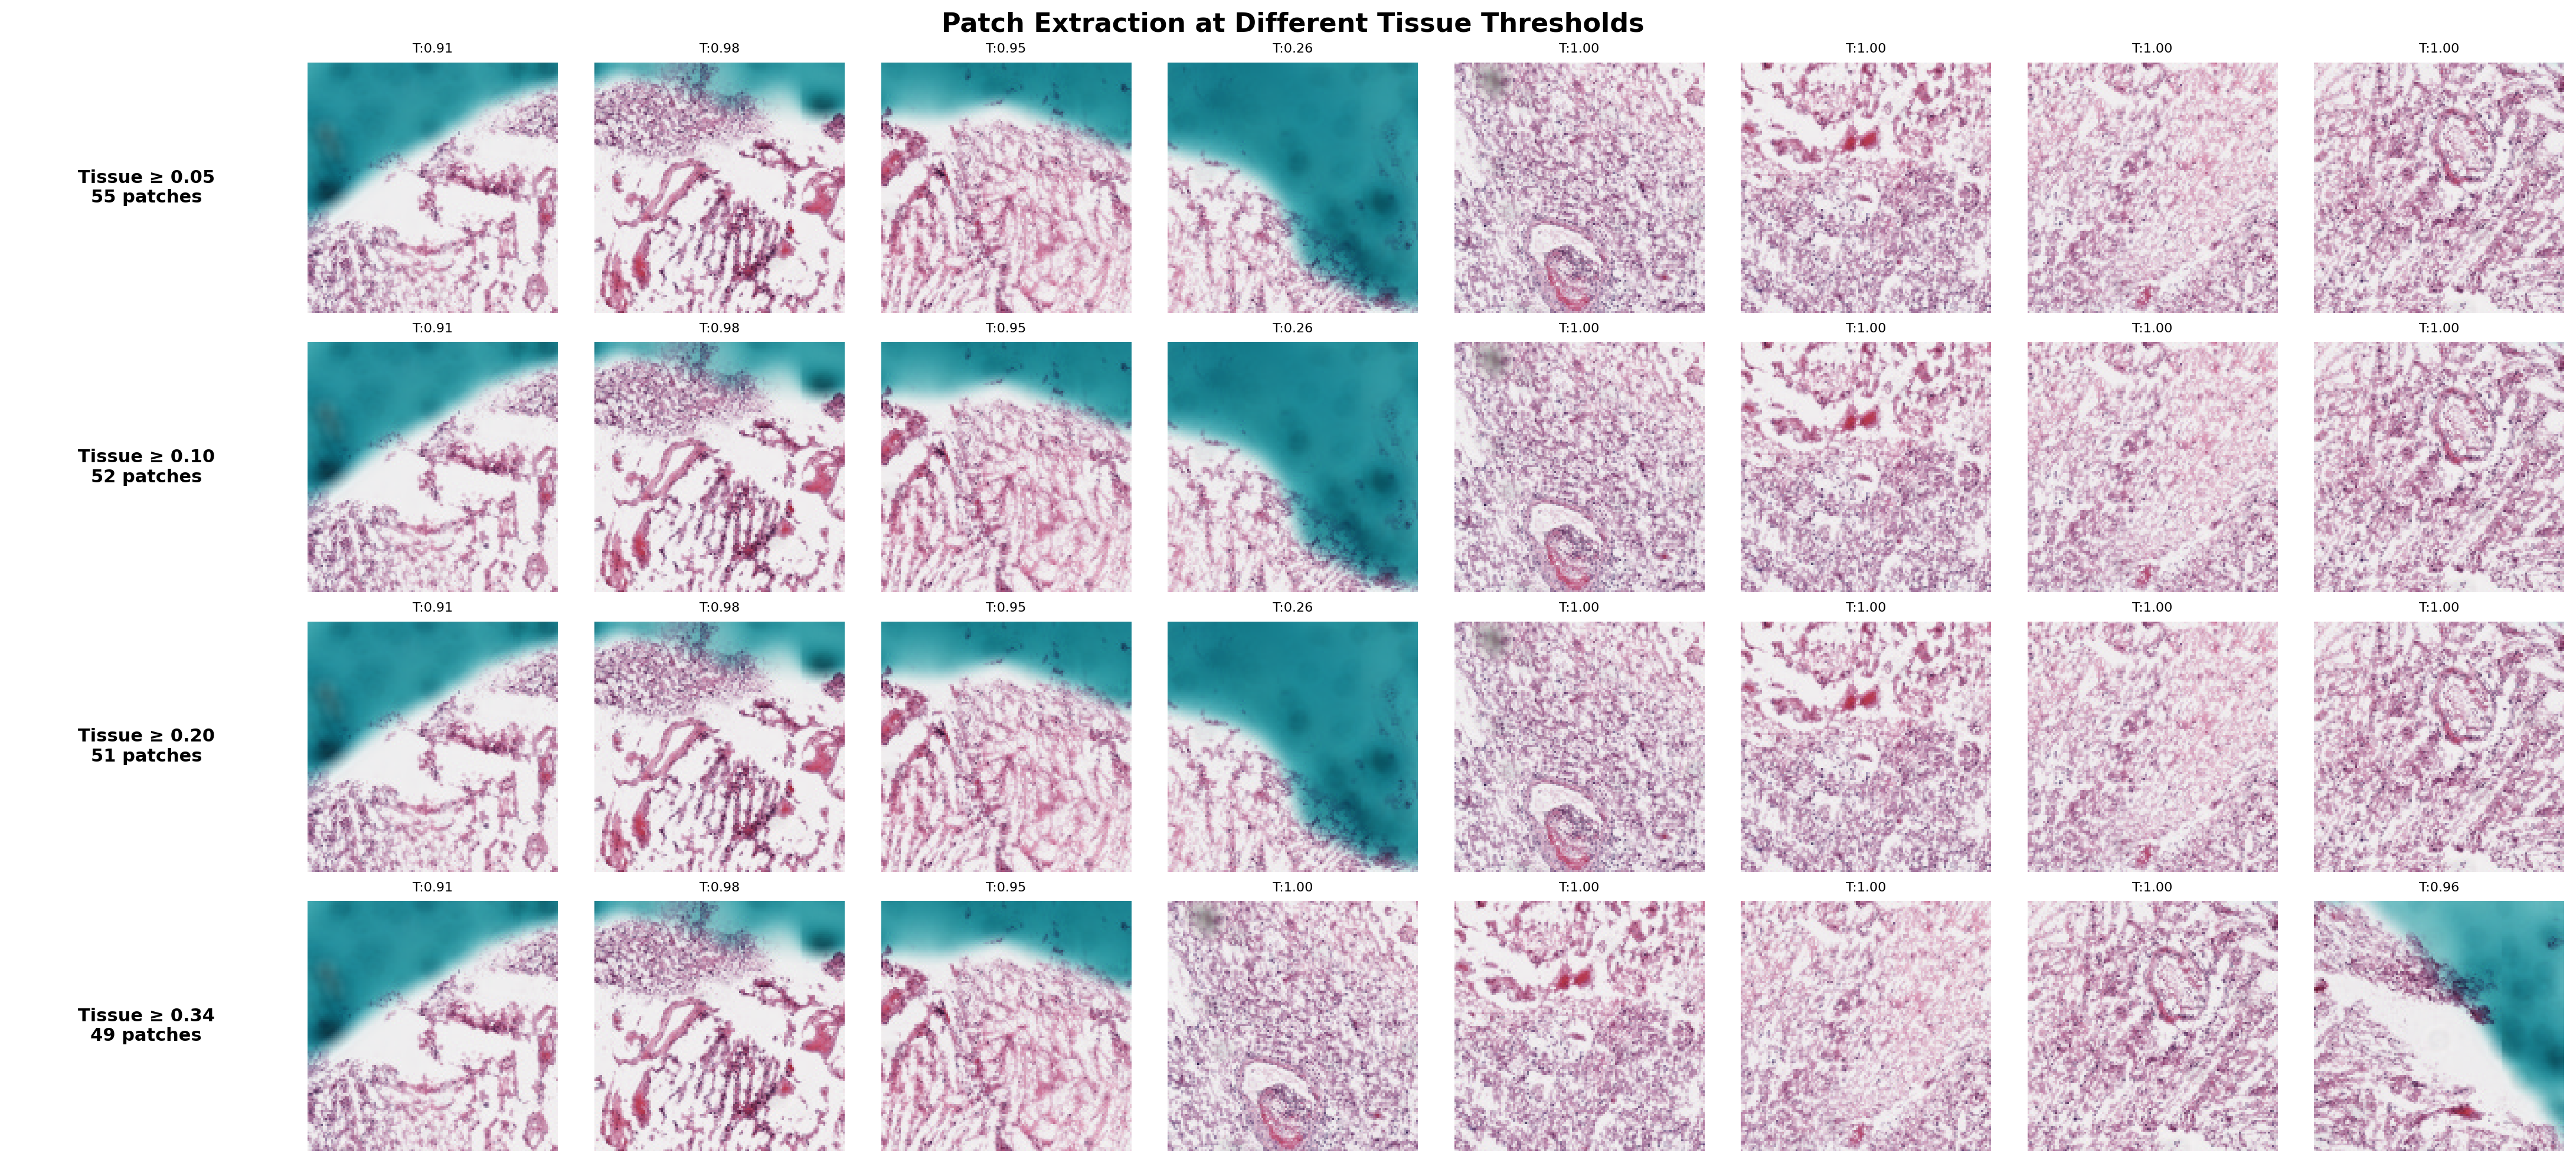 Patch Extraction at Different Tissue Thresholds
T:0.91 T:0.98 T:0.95 T:0.26 T:1.00 T:1.00 T:1.00 T:1.00
Tissue ≥ 0.05
55 patches
T:0.91 T:0.98 T:0.95 T:0.26 T:1.00 T:1.00 T:1.00 T:1.00
Tissue ≥ 0.10
52 patches
T:0.91 T:0.98 T:0.95 T:0.26 T:1.00 T:1.00 T:1.00 T:1.00
Tissue ≥ 0.20
51 patches
T:0.91 T:0.98 T:0.95 T:1.00 T:1.00 T:1.00 T:1.00 T:0.96
Tissue ≥ 0.34
49 patches